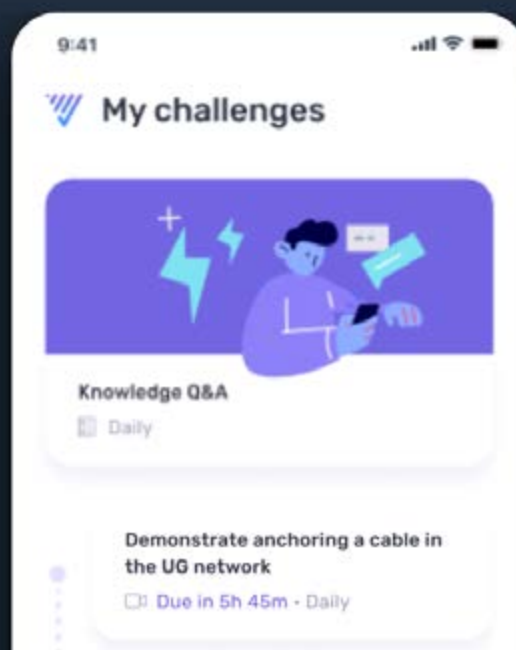 9:41
My challenges
Knowledge Q&A
Daily
Demonstrate anchoring a cable in
the UG network
Due in 5h 45m - Daily